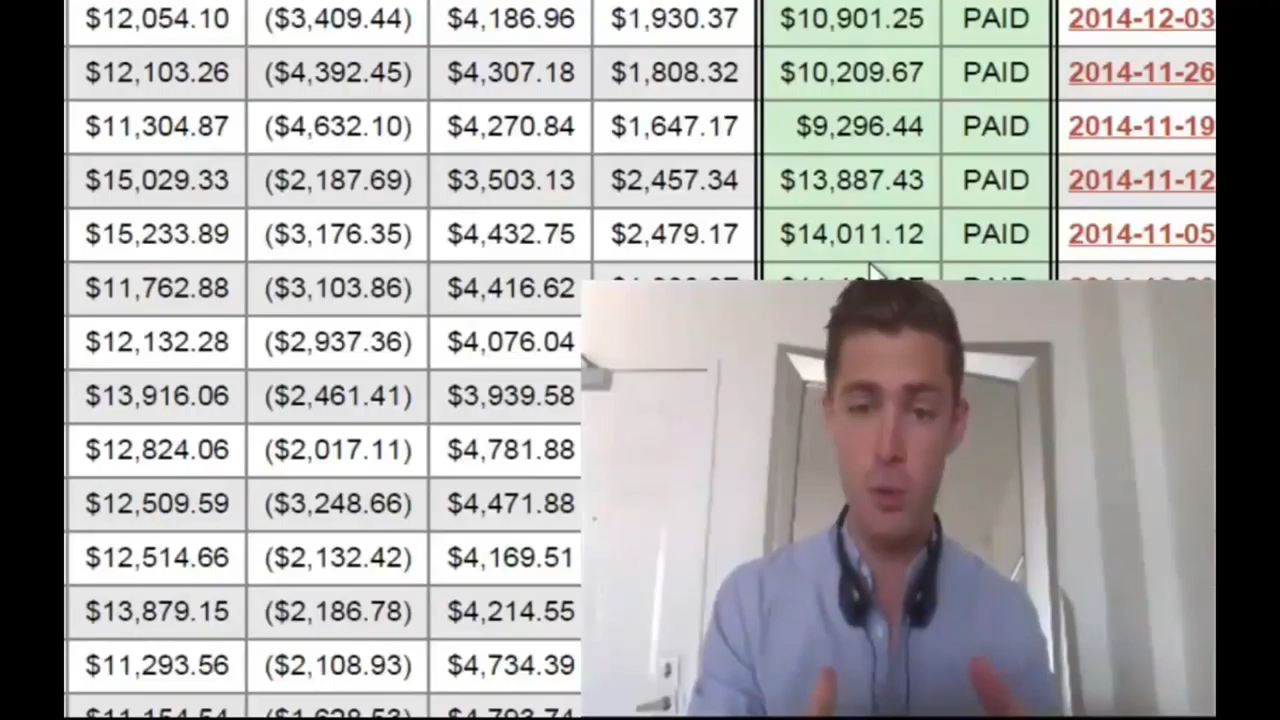 $12,054.10 ($3,409.44) $4,186.96 $1,930.37 $10,901.25 PAID 2014-12-03
$12,103.26 ($4,392.45) $4,307.18 $1,808.32 $10,209.67 PAID 2014-11-26
$11,304.87 ($4,632.10) $4,270.84 $1,647.17 $9,296.44 PAID 2014-11-19
$15,029.33 ($2,187.69) $3,503.13 $2,457.34 $13,887.43 PAID 2014-11-12
$15,233.89 ($3,176.35) $4,432.75 $2,479.17 $14,011.12 PAID 2014-11-05
$11,762.88 ($3,103.86) $4,416.62
$12,132.28 ($2,937.36) $4,076.04
$13,916.06 ($2,461.41) $3,939.58
$12,824.06 ($2,017.11) $4,781.88
$12,509.59 ($3,248.66) $4,471.88
$12,514.66 ($2,132.42) $4,169.51
$13,879.15 ($2,186.78) $4,214.55
$11,293.56 ($2,108.93) $4,734.39